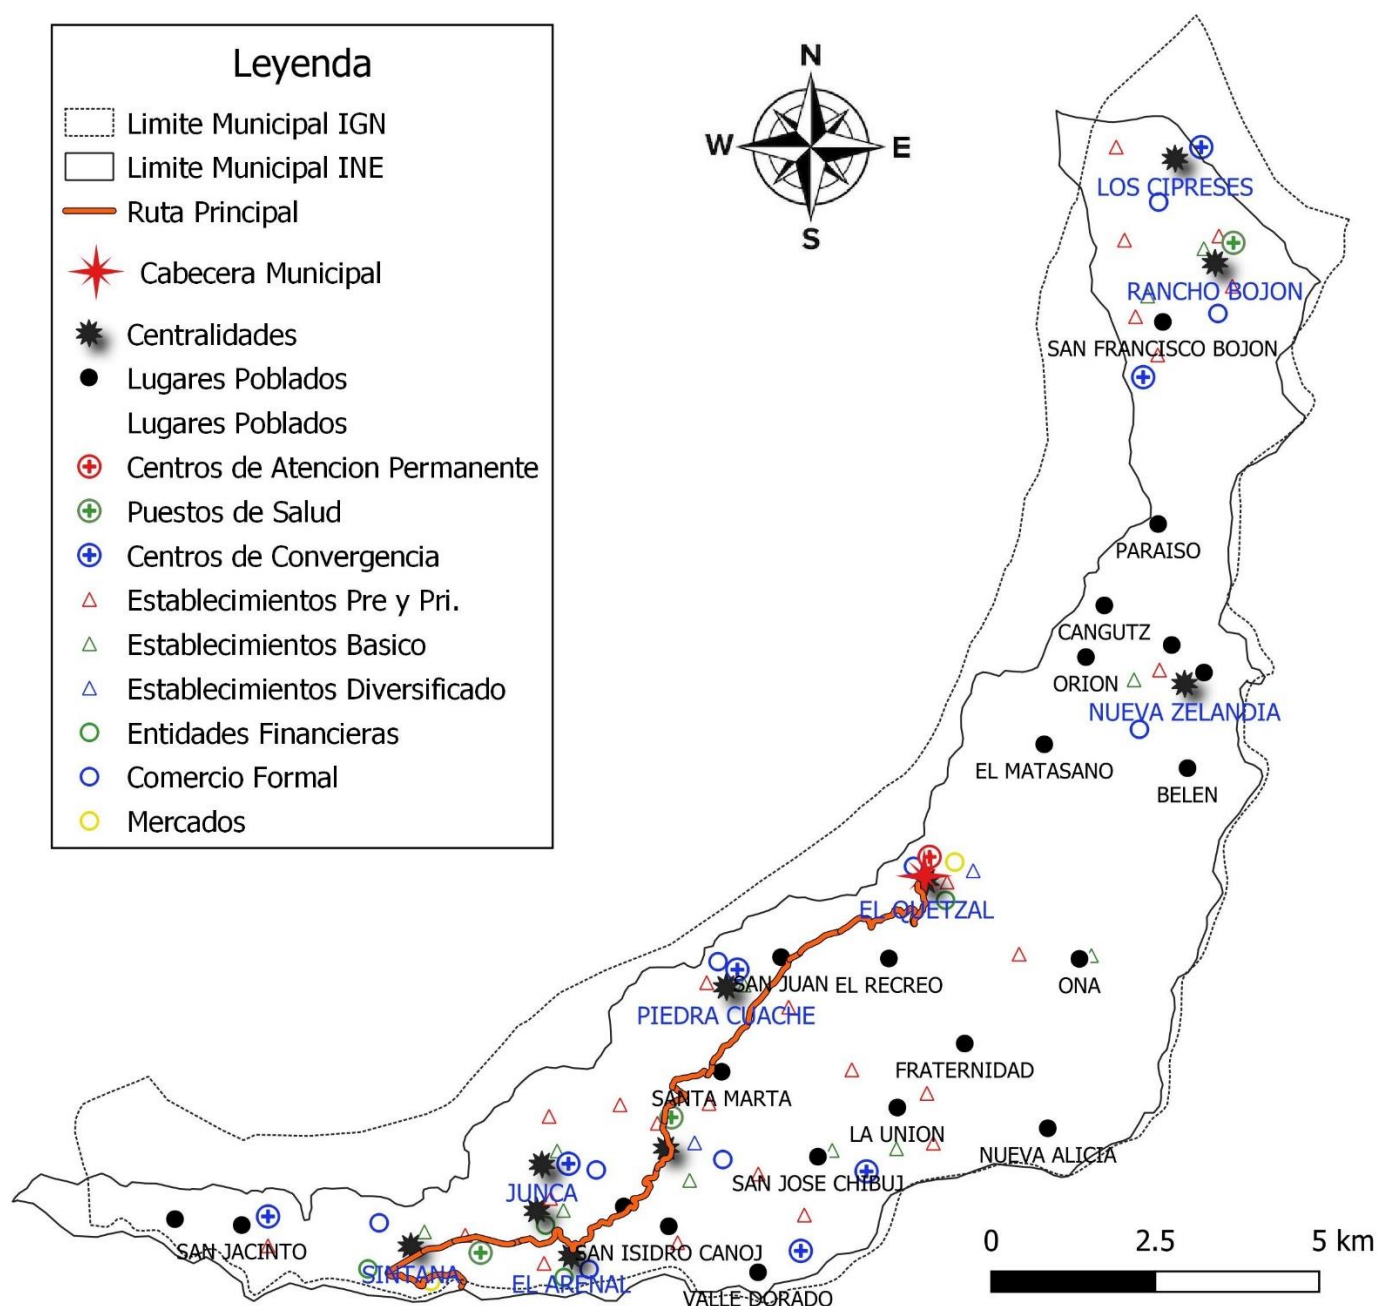 Leyenda
Limite Municipal IGN
Limite Municipal INE
Ruta Principal
Cabecera Municipal
Centralidades
Lugares Poblados
Lugares Poblados
Centros de Atencion Permanente
Puestos de Salud
Centros de Convergencia
Establecimientos Pre y Pri.
Establecimientos Basico
Establecimientos Diversificado
Entidades Financieras
Comercio Formal
Mercados
N
W E
S
LOS CIPRESES
RANCHO BOJON
SAN FRANCISCO BOJON
PARAISO
CANGUTZ
ORION
NUEVA ZELANDIA
EL MATASANO
BELEN
EL QUETZAL
SAN JUAN
EL RECREO
ONA
PIEDRA CUACHE
FRATERNIDAD
SANTA MARTA
LA UNION
NUEVA ALICIA
SAN JOSE CHIBUJ
JUNCA
SAN JACINTO
SAN ISIDRO CANOJ
SINTANA
EL ARENAL
VALLE DORADO
0 2.5 5 km